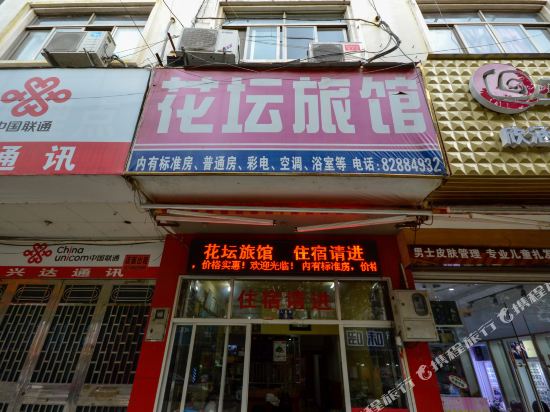 花坛旅馆
内有标准房、普通房、彩电、空调、浴室等 电话:82884932
中国联通
通讯
China
unicom中国联通
兴达通讯
花坛旅馆 住宿请进
，价格实惠！欢迎光临！内有标准房，价格
住宿请进
男士皮肤管理 专业儿童扎发
携程旅行